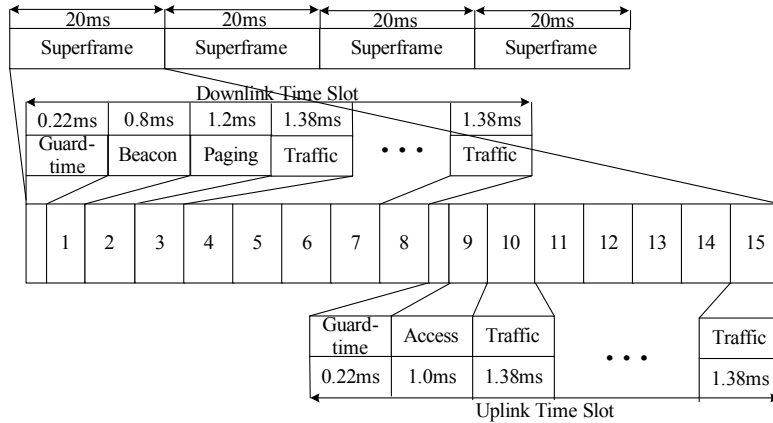 20ms 20ms 20ms 20ms
Superframe Superframe Superframe Superframe
Downlink Time Slot
0.22ms 0.8ms 1.2ms 1.38ms 1.38ms
Guard-time Beacon Paging Traffic • • • Traffic
1 2 3 4 5 6 7 8 9 10 11 12 13 14 15
Guard-time Access Traffic • • • Traffic
0.22ms 1.0ms 1.38ms 1.38ms
Uplink Time Slot